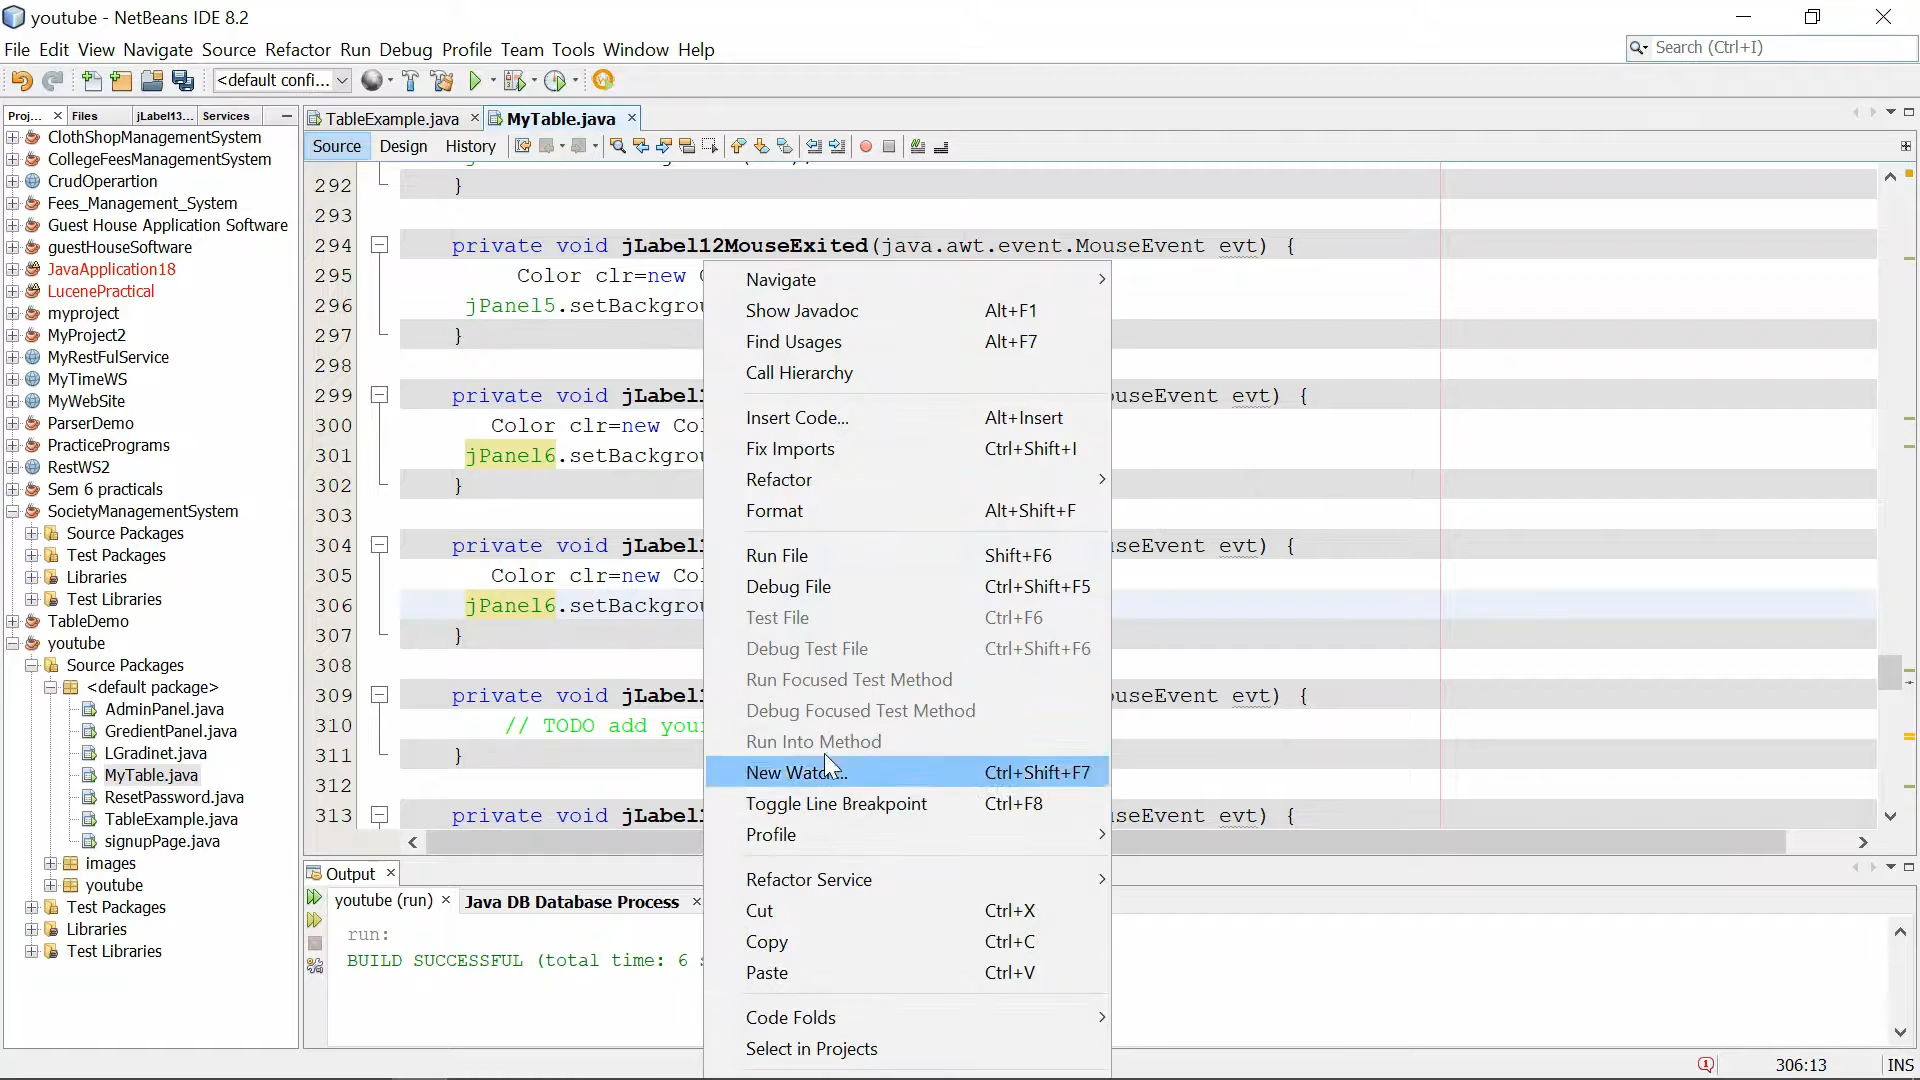 youtube - NetBeans IDE 8.2
File Edit View Navigate Source Refactor Run Debug Profile Team Tools Window Help
Search (Ctrl+I)
<default confi...
Proj... Files jLabel13... Services
TableExample.java MyTable.java
Source Design History
ClothShopManagementSystem
CollegeFeesManagementSystem
CrudOperartion
Fees_Management_System
Guest House Application Software
guestHouseSoftware
JavaApplication18
LucenePractical
myproject
MyProject2
MyRestFulService
MyTimeWS
MyWebSite
ParserDemo
PracticePrograms
RestWS2
Sem 6 practicals
SocietyManagementSystem
Source Packages
Test Packages
Libraries
Test Libraries
TableDemo
youtube
Source Packages
<default package>
AdminPanel.java
GredientPanel.java
LGradinet.java
MyTable.java
ResetPassword.java
TableExample.java
signupPage.java
images
youtube
Test Packages
Libraries
Test Libraries
292 }
293
294 private void jLabel12MouseExited(java.awt.event.MouseEvent evt) {
295 Color clr=new
296 jPanel5.setBackgrou
297 }
298
299 private void jLabel useEvent evt) {
300 Color clr=new Col
301 jPanel6.setBackgrou
302 }
303
304 private void jLabel seEvent evt) {
305 Color clr=new Co
306 jPanel6.setBackgrou
307 }
308
309 private void jLabel useEvent evt) {
310 // TODO add you
311 }
312
313 private void jLabel seEvent evt) {
Navigate
Show Javadoc Alt+F1
Find Usages Alt+F7
Call Hierarchy
Insert Code... Alt+Insert
Fix Imports Ctrl+Shift+I
Refactor
Format Alt+Shift+F
Run File Shift+F6
Debug File Ctrl+Shift+F5
Test File Ctrl+F6
Debug Test File Ctrl+Shift+F6
Run Focused Test Method
Debug Focused Test Method
Run Into Method
New Watch... Ctrl+Shift+F7
Toggle Line Breakpoint Ctrl+F8
Profile
Refactor Service
Cut Ctrl+X
Copy Ctrl+C
Paste Ctrl+V
Code Folds
Select in Projects
Output
youtube (run) Java DB Database Process
run:
BUILD SUCCESSFUL (total time: 6
306:13 INS